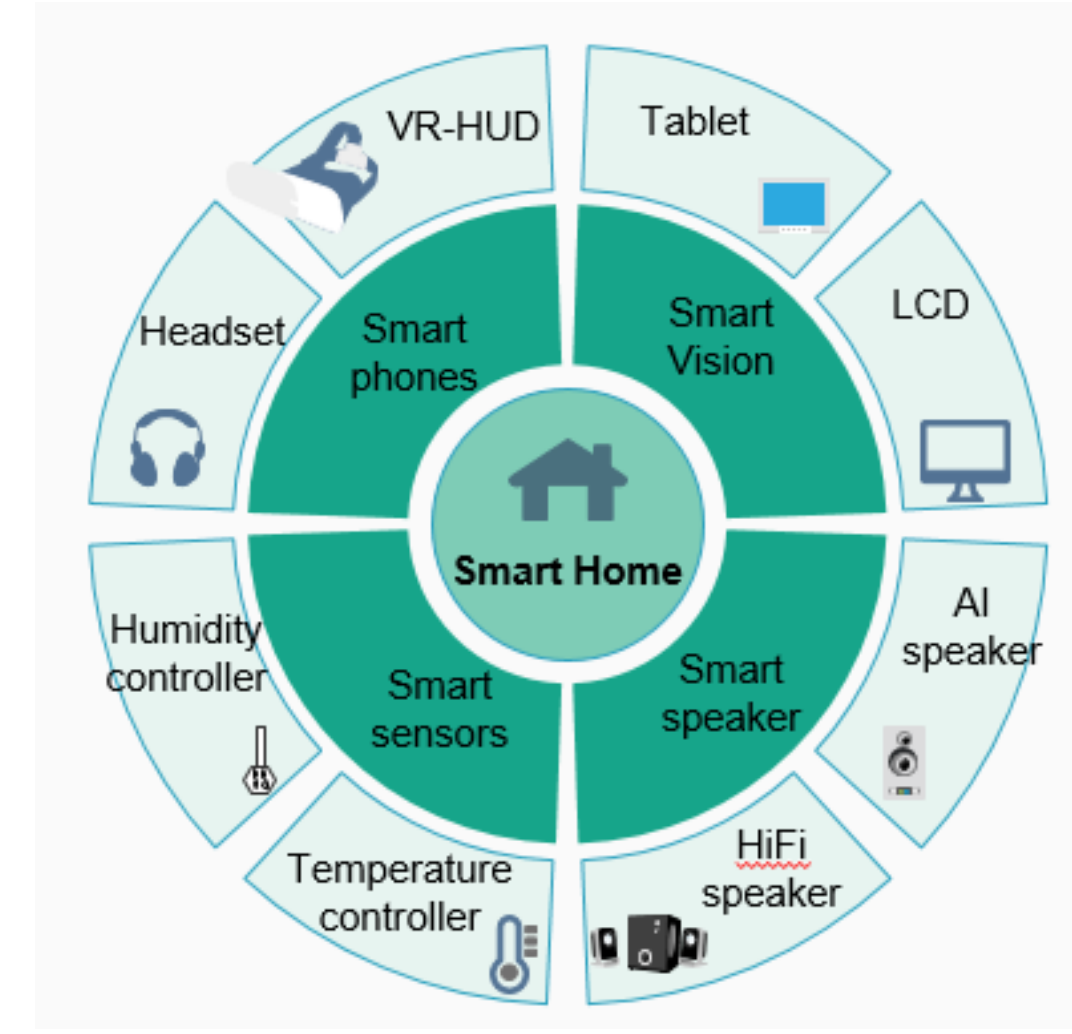 VR-HUD
Tablet
Headset
Smart
phones
Smart
Vision
LCD
Smart Home
Humidity
controller
Smart
sensors
Smart
speaker
AI
speaker
Temperature
controller
HiFi
speaker